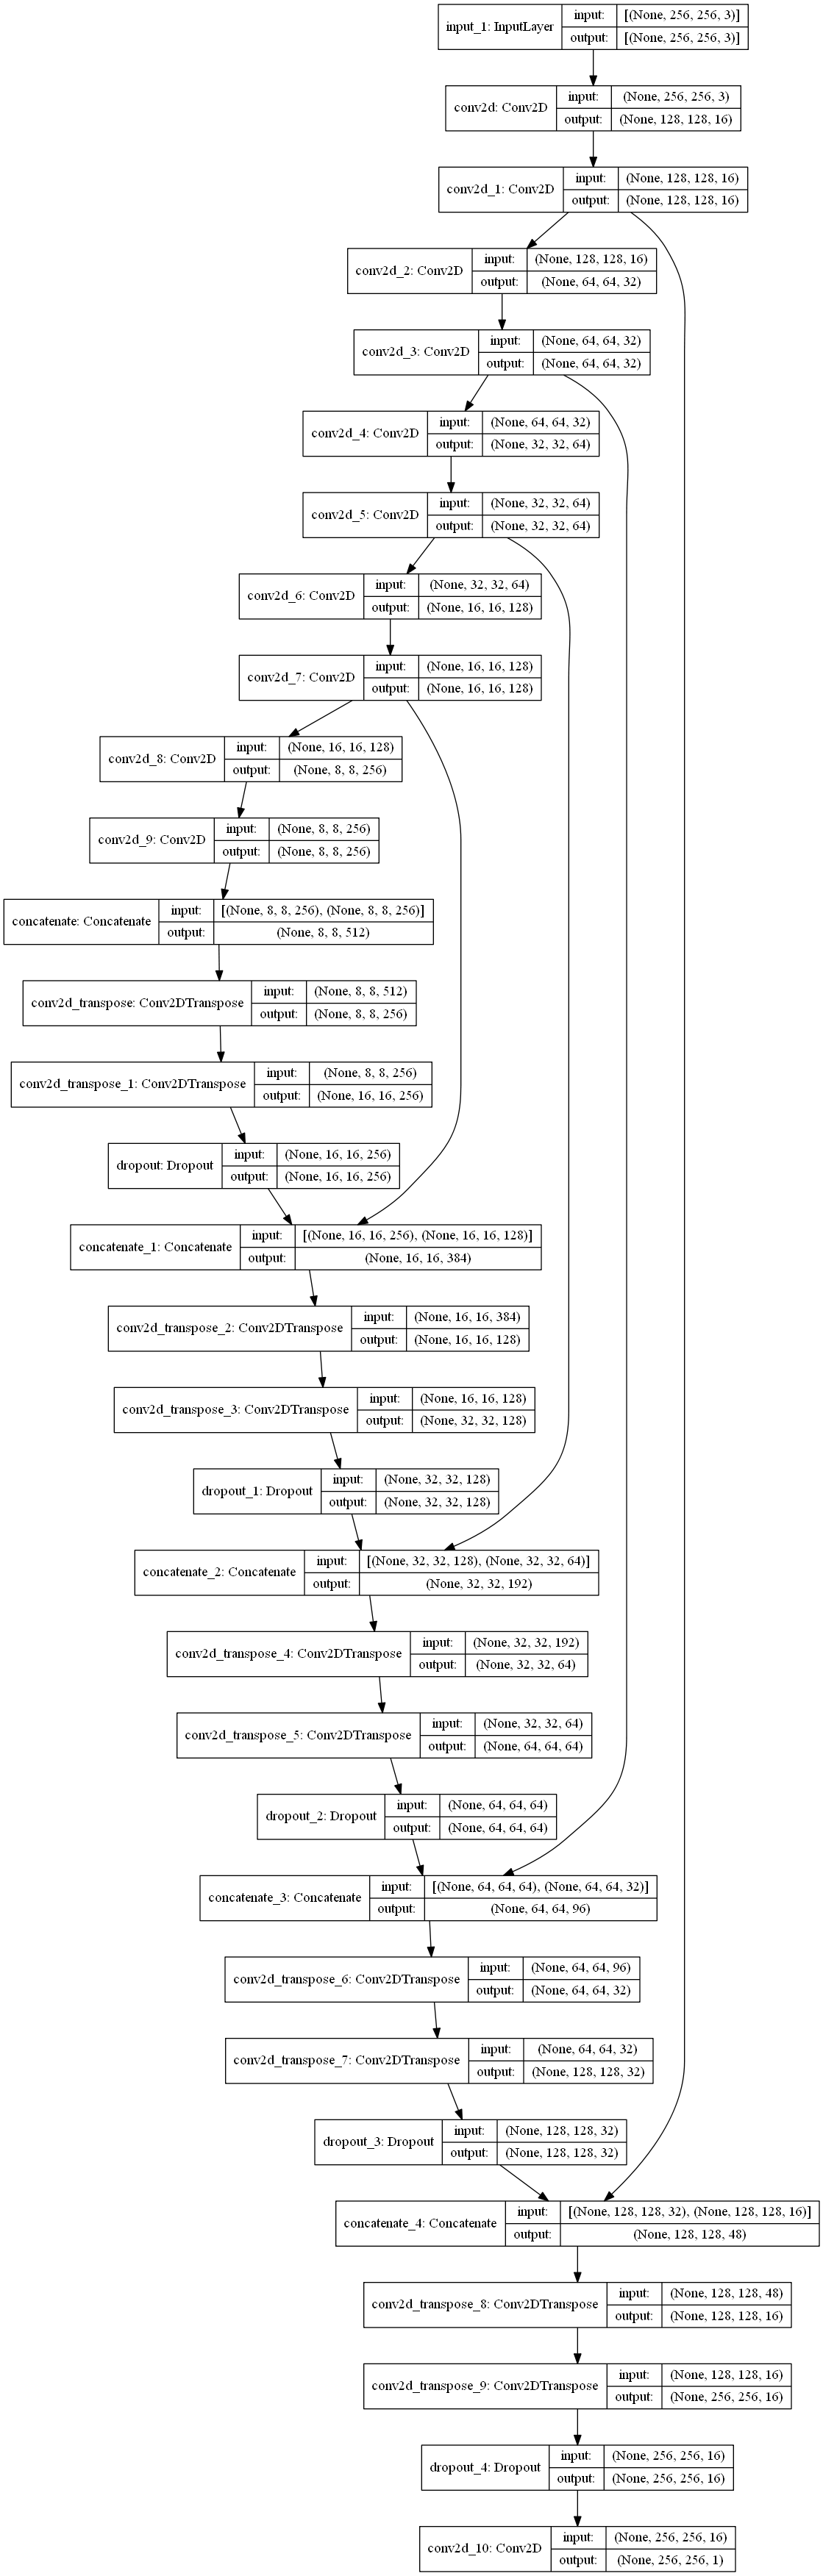 input_1: InputLayer
input: [(None, 256, 256, 3)]
output: [(None, 256, 256, 3)]
conv2d: Conv2D
input: (None, 256, 256, 3)
output: (None, 128, 128, 16)
conv2d_1: Conv2D
input: (None, 128, 128, 16)
output: (None, 128, 128, 16)
conv2d_2: Conv2D
input: (None, 128, 128, 16)
output: (None, 64, 64, 32)
conv2d_3: Conv2D
input: (None, 64, 64, 32)
output: (None, 64, 64, 32)
conv2d_4: Conv2D
input: (None, 64, 64, 32)
output: (None, 32, 32, 64)
conv2d_5: Conv2D
input: (None, 32, 32, 64)
output: (None, 32, 32, 64)
conv2d_6: Conv2D
input: (None, 32, 32, 64)
output: (None, 16, 16, 128)
conv2d_7: Conv2D
input: (None, 16, 16, 128)
output: (None, 16, 16, 128)
conv2d_8: Conv2D
input: (None, 16, 16, 128)
output: (None, 8, 8, 256)
conv2d_9: Conv2D
input: (None, 8, 8, 256)
output: (None, 8, 8, 256)
concatenate: Concatenate
input: [(None, 8, 8, 256), (None, 8, 8, 256)]
output: (None, 8, 8, 512)
conv2d_transpose: Conv2DTranspose
input: (None, 8, 8, 512)
output: (None, 8, 8, 256)
conv2d_transpose_1: Conv2DTranspose
input: (None, 8, 8, 256)
output: (None, 16, 16, 256)
dropout: Dropout
input: (None, 16, 16, 256)
output: (None, 16, 16, 256)
concatenate_1: Concatenate
input: [(None, 16, 16, 256), (None, 16, 16, 128)]
output: (None, 16, 16, 384)
conv2d_transpose_2: Conv2DTranspose
input: (None, 16, 16, 384)
output: (None, 16, 16, 128)
conv2d_transpose_3: Conv2DTranspose
input: (None, 16, 16, 128)
output: (None, 32, 32, 128)
dropout_1: Dropout
input: (None, 32, 32, 128)
output: (None, 32, 32, 128)
concatenate_2: Concatenate
input: [(None, 32, 32, 128), (None, 32, 32, 64)]
output: (None, 32, 32, 192)
conv2d_transpose_4: Conv2DTranspose
input: (None, 32, 32, 192)
output: (None, 32, 32, 64)
conv2d_transpose_5: Conv2DTranspose
input: (None, 32, 32, 64)
output: (None, 64, 64, 64)
dropout_2: Dropout
input: (None, 64, 64, 64)
output: (None, 64, 64, 64)
concatenate_3: Concatenate
input: [(None, 64, 64, 64), (None, 64, 64, 32)]
output: (None, 64, 64, 96)
conv2d_transpose_6: Conv2DTranspose
input: (None, 64, 64, 96)
output: (None, 64, 64, 32)
conv2d_transpose_7: Conv2DTranspose
input: (None, 64, 64, 32)
output: (None, 128, 128, 32)
dropout_3: Dropout
input: (None, 128, 128, 32)
output: (None, 128, 128, 32)
concatenate_4: Concatenate
input: [(None, 128, 128, 32), (None, 128, 128, 16)]
output: (None, 128, 128, 48)
conv2d_transpose_8: Conv2DTranspose
input: (None, 128, 128, 48)
output: (None, 128, 128, 16)
conv2d_transpose_9: Conv2DTranspose
input: (None, 128, 128, 16)
output: (None, 256, 256, 16)
dropout_4: Dropout
input: (None, 256, 256, 16)
output: (None, 256, 256, 16)
conv2d_10: Conv2D
input: (None, 256, 256, 16)
output: (None, 256, 256, 1)